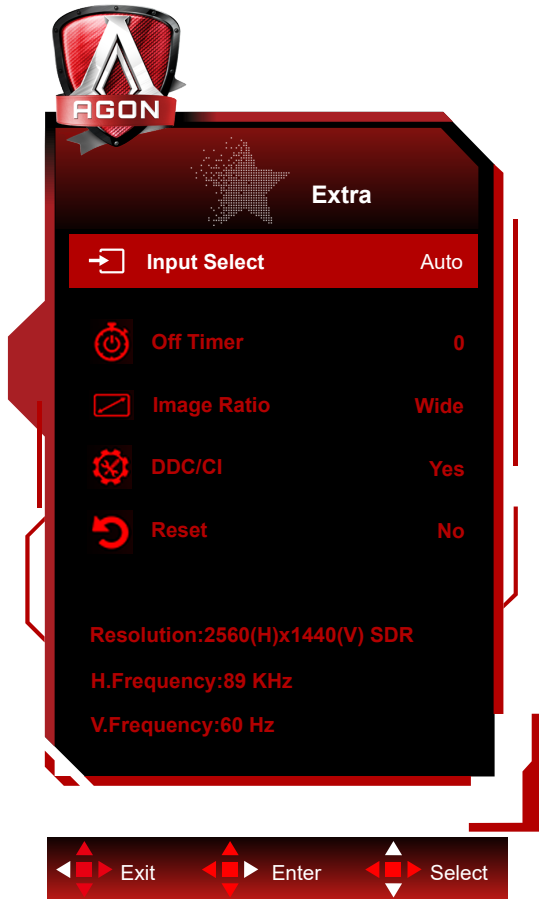 AGON
Extra
Input Select Auto
Off Timer 0
Image Ratio Wide
DDC/CI Yes
Reset No
Resolution:2560(H)x1440(V) SDR
H.Frequency:89 KHz
V.Frequency:60 Hz
Exit Enter Select